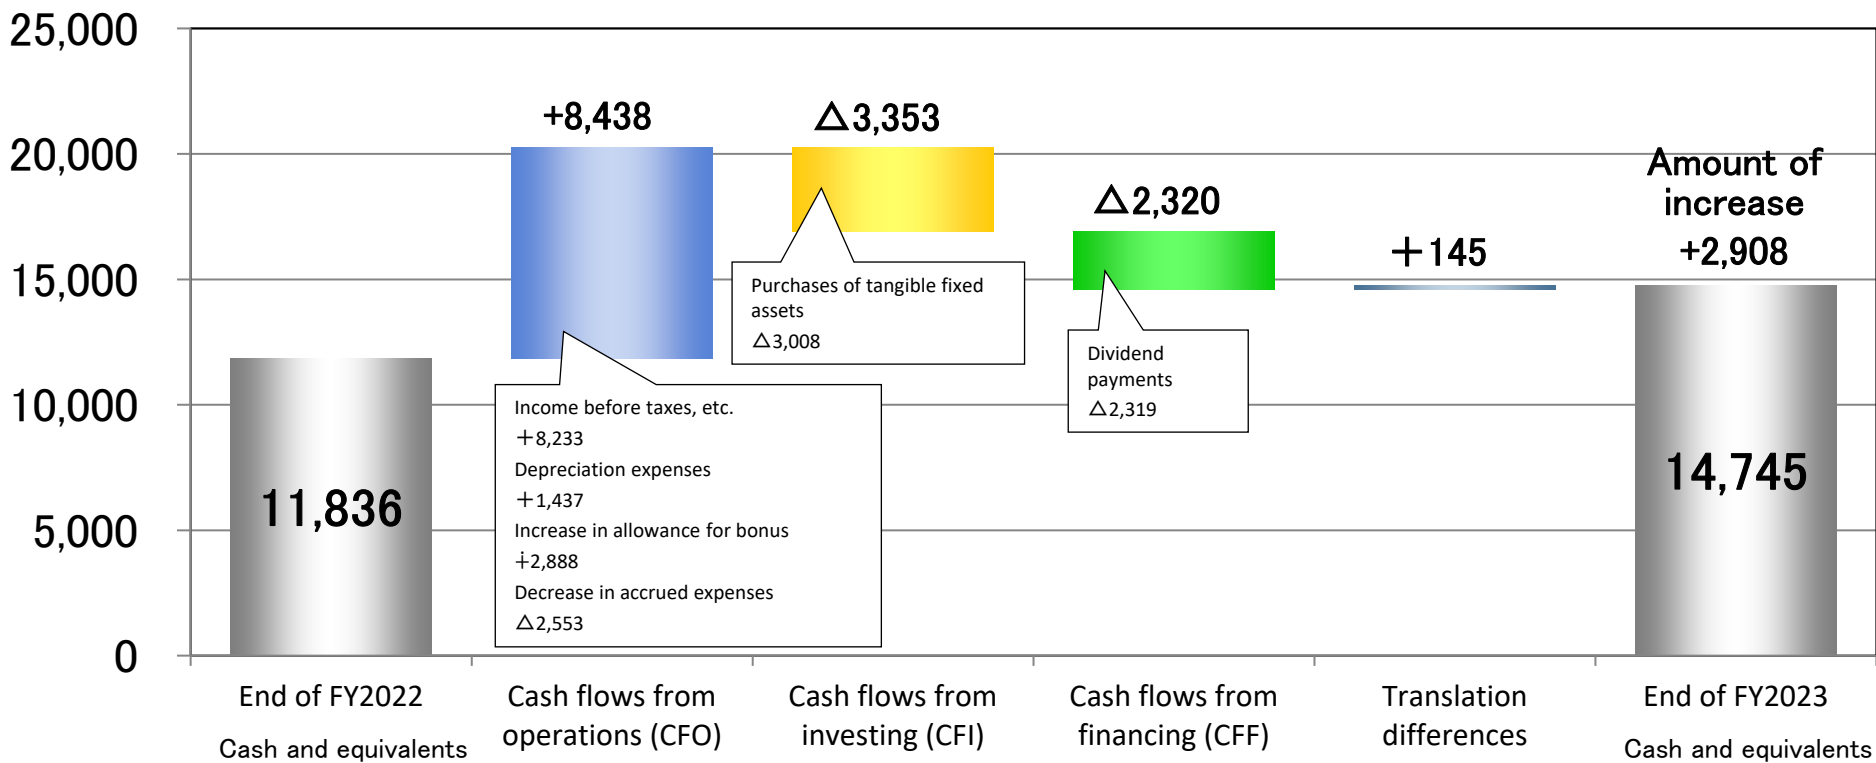 25,000
20,000
15,000
10,000
5,000
0
+8,438
△3,353
△2,320
＋145
Amount of
increase
+2,908
11,836
14,745
Income before taxes, etc.
＋8,233
Depreciation expenses
＋1,437
Increase in allowance for bonus
＋2,888
Decrease in accrued expenses
△2,553
Purchases of tangible fixed
assets
△3,008
Dividend
payments
△2,319
End of FY2022
Cash and equivalents
Cash flows from
operations (CFO)
Cash flows from
investing (CFI)
Cash flows from
financing (CFF)
Translation
differences
End of FY2023
Cash and equivalents